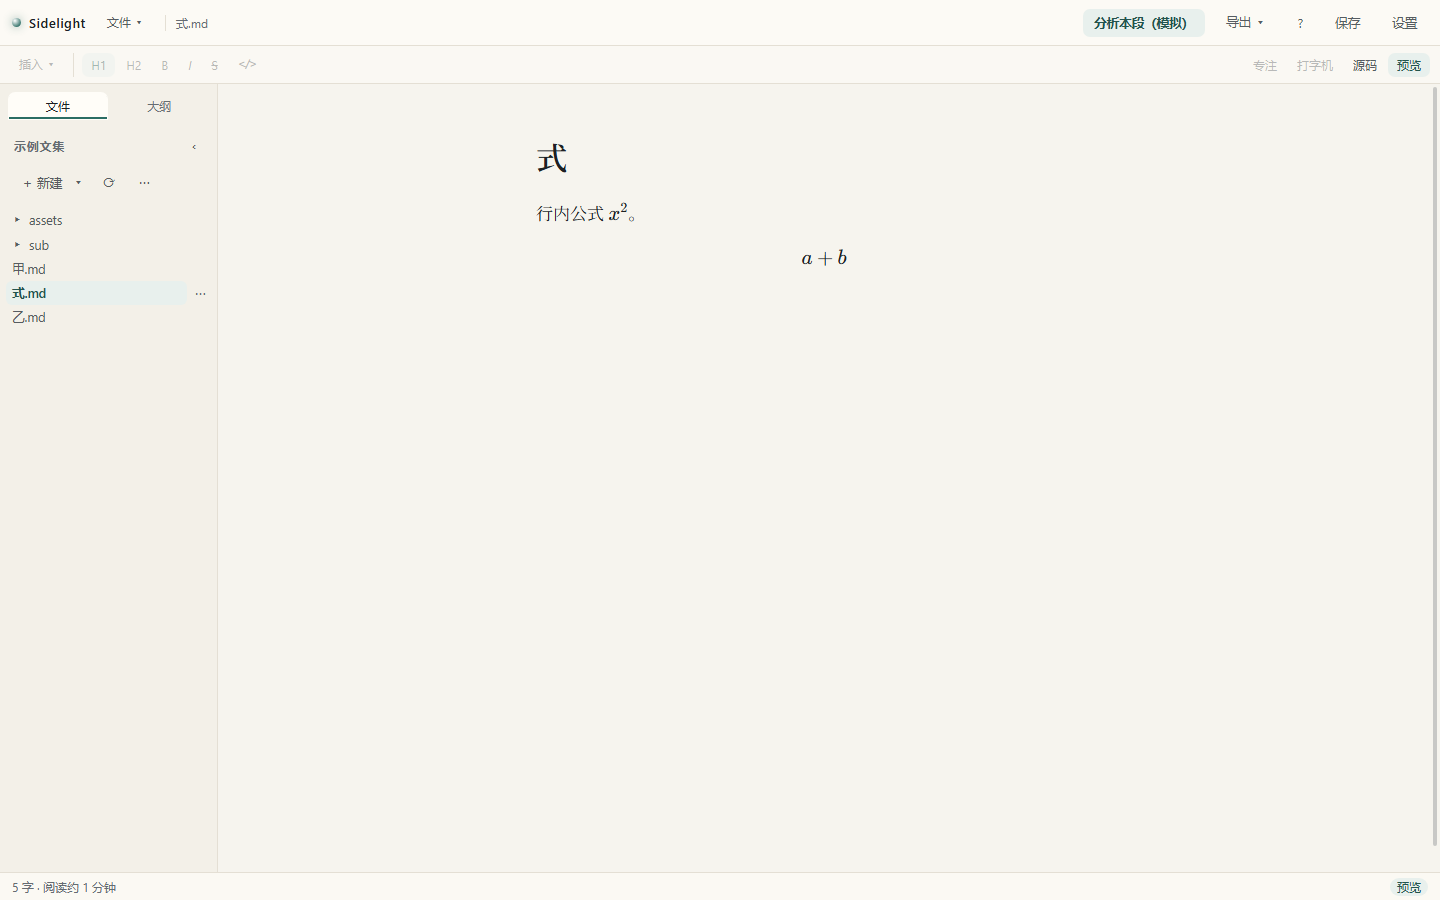 Sidelight 文件 式.md 分析本段（模拟） 导出 ? 保存 设置
插入 H1 H2 B I S </> 专注 打字机 源码 预览
文件 大纲
示例文集
+ 新建 ...
assets
sub
甲.md
式.md ...
乙.md
式
行内公式 x²。
a + b
5 字 · 阅读约 1 分钟 预览